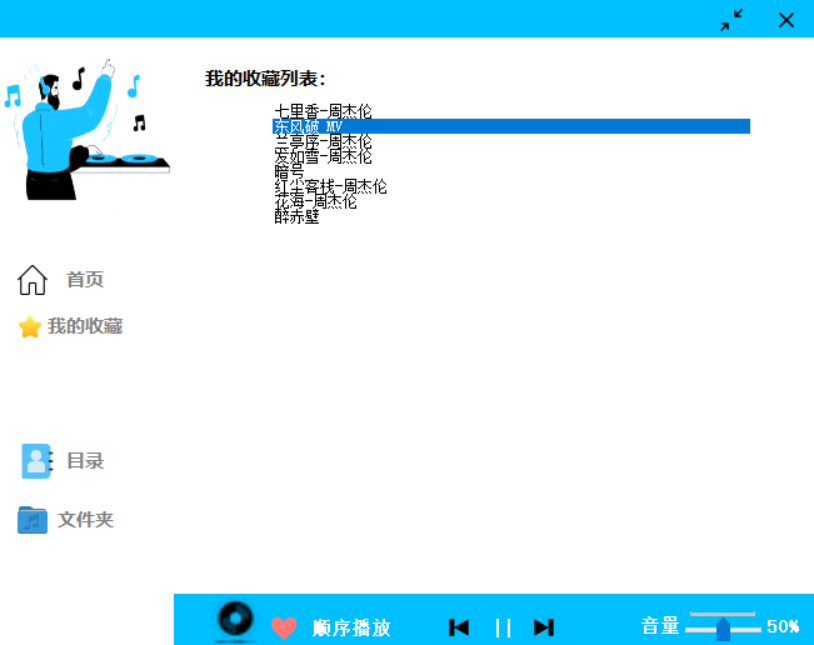 我的收藏列表：
七里香-周杰伦
东风破 MV
兰亭序-周杰伦
发如雪-周杰伦
暗号
红尘客栈-周杰伦
花海-周杰伦
醉赤壁
首页
我的收藏
目录
文件夹
顺序播放
音量 50%